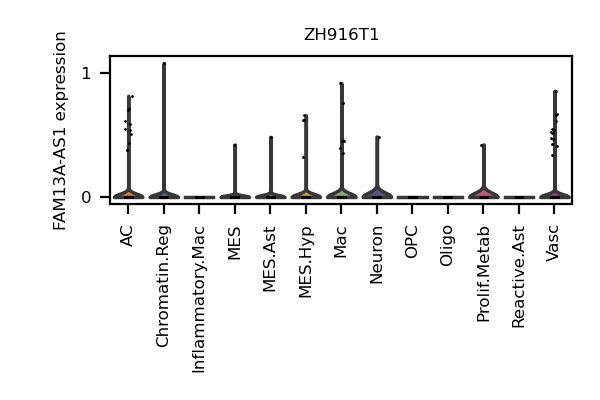 ZH916T1
FAM13A-AS1 expression
1
0
AC
Chromatin.Reg
Inflammatory.Mac
MES
MES.Ast
MES.Hyp
Mac
Neuron
OPC
Oligo
Prolif.Metab
Reactive.Ast
Vasc